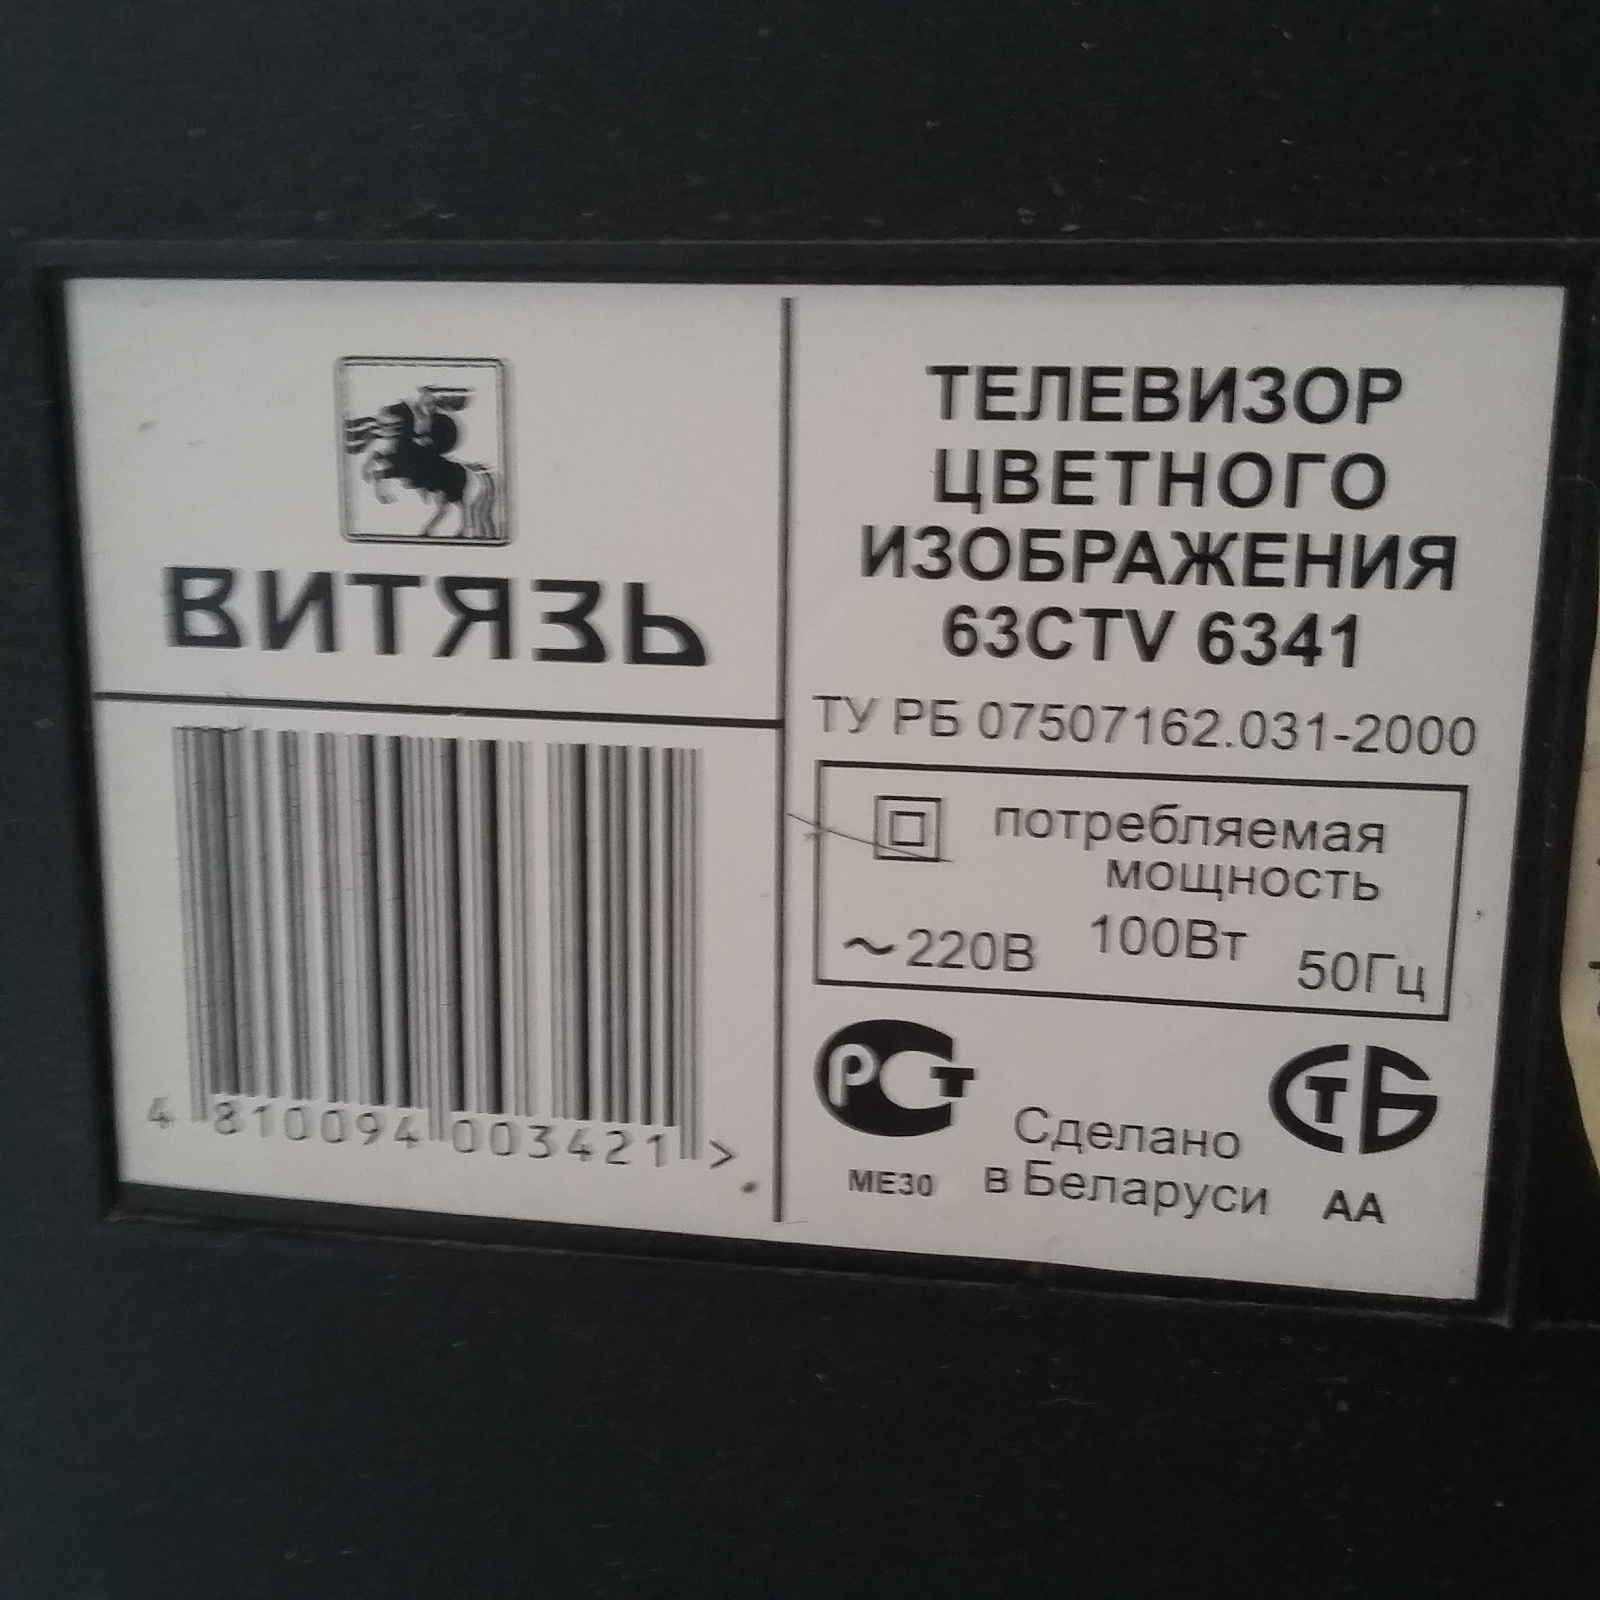 ВИТЯЗЬ
4 810094 003421 >
ТЕЛЕВИЗОР
ЦВЕТНОГО
ИЗОБРАЖЕНИЯ
63CTV 6341
ТУ РБ 07507162.031-2000
потребляемая
мощность
~220В 100Вт 50Гц
РСТ
СТБ
Сделано
в Беларуси
МЕ30
АА